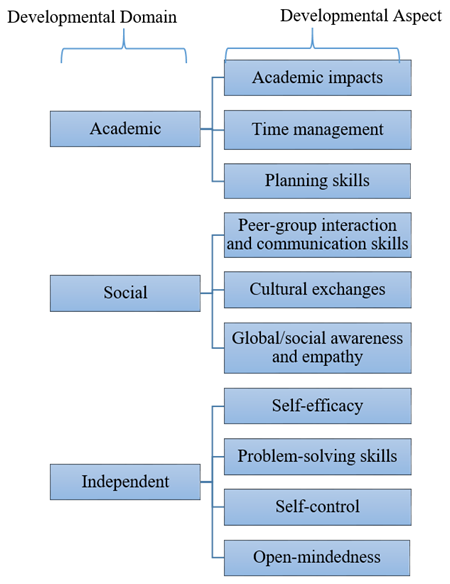 Developmental Domain
Developmental Aspect
Academic
Academic impacts
Time management
Planning skills
Social
Peer-group interaction
and communication skills
Cultural exchanges
Global/social awareness
and empathy
Independent
Self-efficacy
Problem-solving skills
Self-control
Open-mindedness